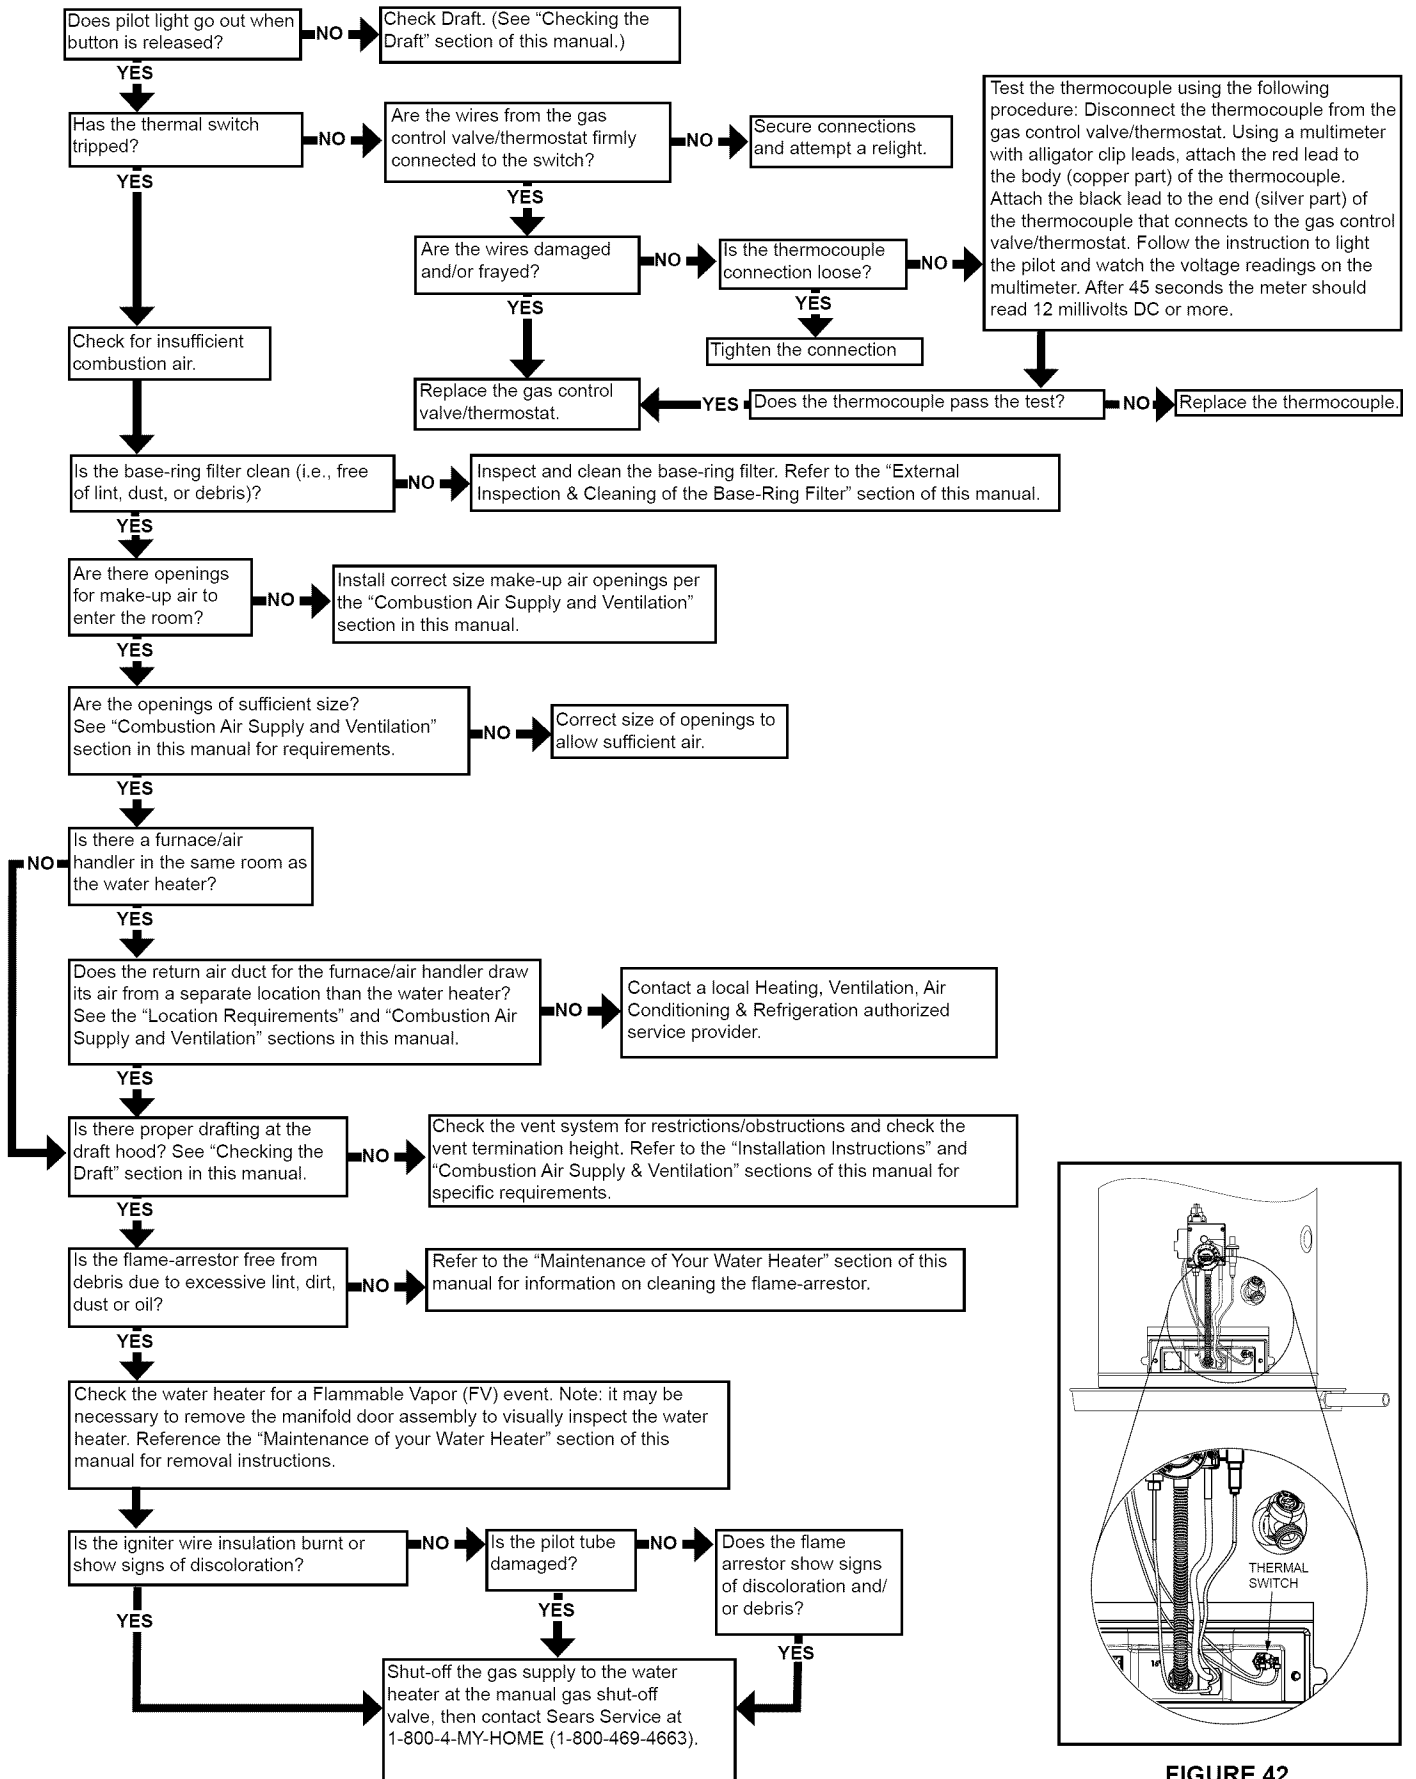 Does pilot light go out when
button is released?
NO
Check Draft. (See “Checking the
Draft” section of this manual.)
YES
Has the thermal switch
tripped?
NO
Are the wires from the gas
control valve/thermostat firmly
connected to the switch?
NO
Secure connections
and attempt a relight.
Test the thermocouple using the following
procedure: Disconnect the thermocouple from the
gas control valve/thermostat. Using a multimeter
with alligator clip leads, attach the red lead to
the body (copper part) of the thermocouple.
Attach the black lead to the end (silver part) of
the thermocouple that connects to the gas control
valve/thermostat. Follow the instruction to light
the pilot and watch the voltage readings on the
multimeter. After 45 seconds the meter should
read 12 millivolts DC or more.
YES
YES
Are the wires damaged
and/or frayed?
NO
Is the thermocouple
connection loose?
NO
YES
YES
Tighten the connection
Check for insufficient
combustion air.
Replace the gas control
valve/thermostat.
YES
Does the thermocouple pass the test?
NO
Replace the thermocouple.
Is the base-ring filter clean (i.e., free
of lint, dust, or debris)?
NO
Inspect and clean the base-ring filter. Refer to the “External
Inspection & Cleaning of the Base-Ring Filter” section of this manual.
YES
Are there openings
for make-up air to
enter the room?
NO
Install correct size make-up air openings per
the “Combustion Air Supply and Ventilation”
section in this manual.
YES
Are the openings of sufficient size?
See “Combustion Air Supply and Ventilation”
section in this manual for requirements.
NO
Correct size of openings to
allow sufficient air.
YES
Is there a furnace/air
handler in the same room as
the water heater?
NO
YES
Does the return air duct for the furnace/air handler draw
its air from a separate location than the water heater?
See the “Location Requirements” and “Combustion Air
Supply and Ventilation” sections in this manual.
NO
Contact a local Heating, Ventilation, Air
Conditioning & Refrigeration authorized
service provider.
YES
Is there proper drafting at the
draft hood? See “Checking the
Draft” section in this manual.
NO
Check the vent system for restrictions/obstructions and check the
vent termination height. Refer to the “Installation Instructions” and
“Combustion Air Supply & Ventilation” sections of this manual for
specific requirements.
YES
Is the flame-arrestor free from
debris due to excessive lint, dirt,
dust or oil?
NO
Refer to the “Maintenance of Your Water Heater” section of this
manual for information on cleaning the flame-arrestor.
YES
Check the water heater for a Flammable Vapor (FV) event. Note: it may be
necessary to remove the manifold door assembly to visually inspect the water
heater. Reference the “Maintenance of your Water Heater” section of this
manual for removal instructions.
Is the igniter wire insulation burnt or
show signs of discoloration?
NO
Is the pilot tube
damaged?
NO
Does the flame
arrestor show signs
of discoloration and/
or debris?
YES
YES
YES
Shut-off the gas supply to the water
heater at the manual gas shut-off
valve, then contact Sears Service at
1-800-4-MY-HOME (1-800-469-4663).
THERMAL
SWITCH
16"
FIGURE 42